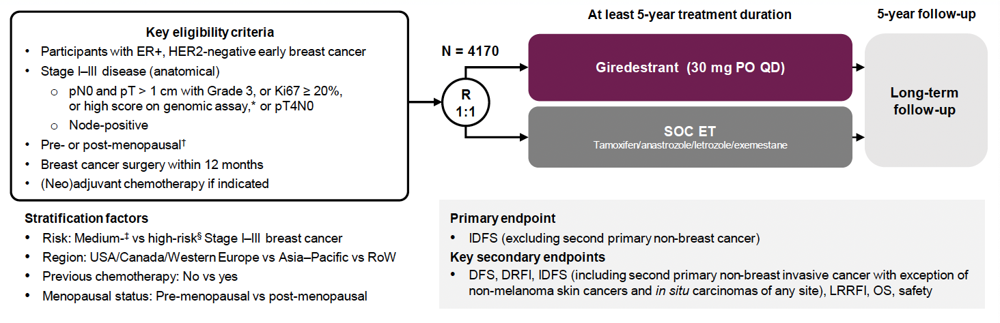 Key eligibility criteria
• Participants with ER+, HER2-negative early breast cancer
• Stage I–III disease (anatomical)
o pN0 and pT > 1 cm with Grade 3, or Ki67 ≥ 20%,
or high score on genomic assay,* or pT4N0
o Node-positive
• Pre- or post-menopausal†
• Breast cancer surgery within 12 months
• (Neo)adjuvant chemotherapy if indicated
N = 4170
R
1:1
At least 5-year treatment duration
Giredestrant (30 mg PO QD)
SOC ET
Tamoxifen/anastrozole/letrozole/exemestane
5-year follow-up
Long-term
follow-up
Stratification factors
• Risk: Medium-‡ vs high-risk§ Stage I–III breast cancer
• Region: USA/Canada/Western Europe vs Asia–Pacific vs RoW
• Previous chemotherapy: No vs yes
• Menopausal status: Pre-menopausal vs post-menopausal
Primary endpoint
• IDFS (excluding second primary non-breast cancer)
Key secondary endpoints
• DFS, DRFI, IDFS (including second primary non-breast invasive cancer with exception of
non-melanoma skin cancers and in situ carcinomas of any site), LRRFI, OS, safety